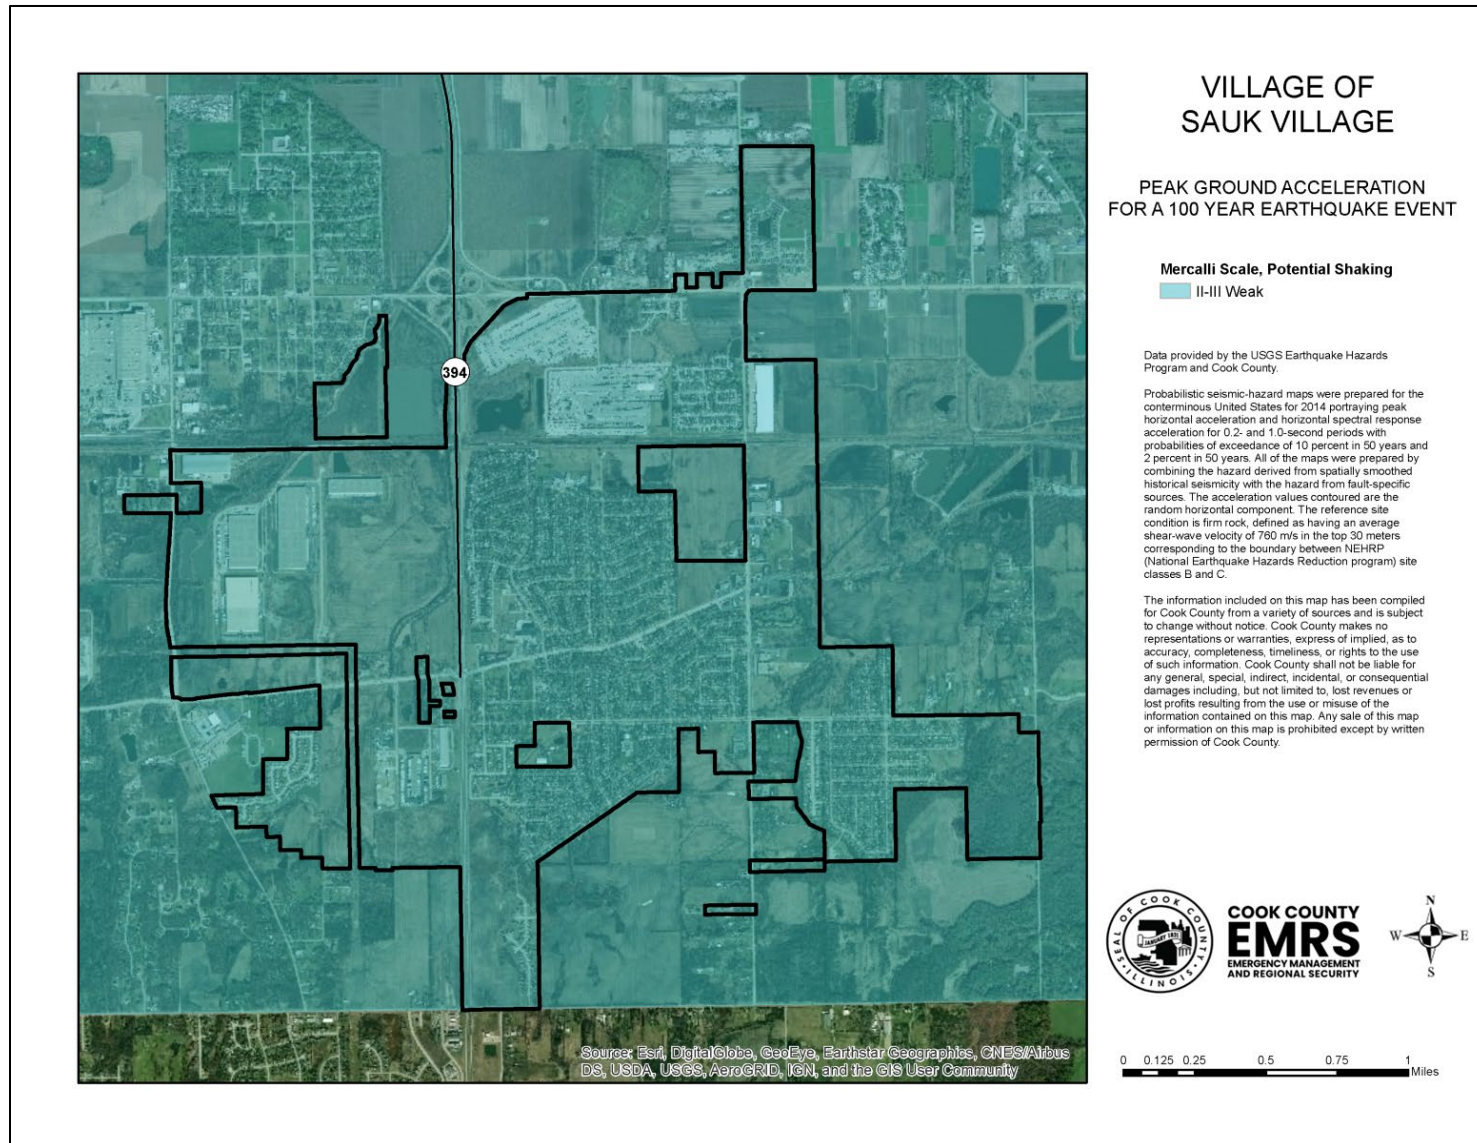 VILLAGE OF
SAUK VILLAGE
PEAK GROUND ACCELERATION
FOR A 100 YEAR EARTHQUAKE EVENT
Mercalli Scale, Potential Shaking
II-III Weak
Data provided by the USGS Earthquake Hazards
Program and Cook County.
Probabilistic seismic-hazard maps were prepared for the
conterminous United States for 2014 portraying peak
horizontal acceleration and horizontal spectral response
acceleration for 0.2- and 1.0-second periods with
probabilities of exceedance of 10 percent in 50 years and
2 percent in 50 years. All of the maps were prepared by
combining the hazard derived from spatially smoothed
historical seismicity with the hazard from fault-specific
sources. The acceleration values contoured are the
random horizontal component. The reference site
condition is firm rock, defined as having an average
shear-wave velocity of 760 m/s in the top 30 meters
corresponding to the boundary between NEHRP
(National Earthquake Hazards Reduction program) site
classes B and C.
The information included on this map has been compiled
for Cook County from a variety of sources and is subject
to change without notice. Cook County makes no
representations or warranties, express of implied, as to
accuracy, completeness, timeliness, or rights to the use
of such information. Cook County shall not be liable for
any general, special, indirect, incidental, or consequential
damages including, but not limited to, lost revenues or
lost profits resulting from the use or misuse of the
information contained on this map. Any sale of this map
or information on this map is prohibited except by written
permission of Cook County.
394
SEAL OF COOK COUNTY
JANUARY 1831
ILLINOIS
COOK COUNTY
EMRS
EMERGENCY MANAGEMENT
AND REGIONAL SECURITY
N
W E
S
Source: Esri, DigitalGlobe, GeoEye, Earthstar Geographics, CNES/Airbus
DS, USDA, USGS, AeroGRID, IGN, and the GIS User Community
0 0.125 0.25 0.5 0.75 1
Miles